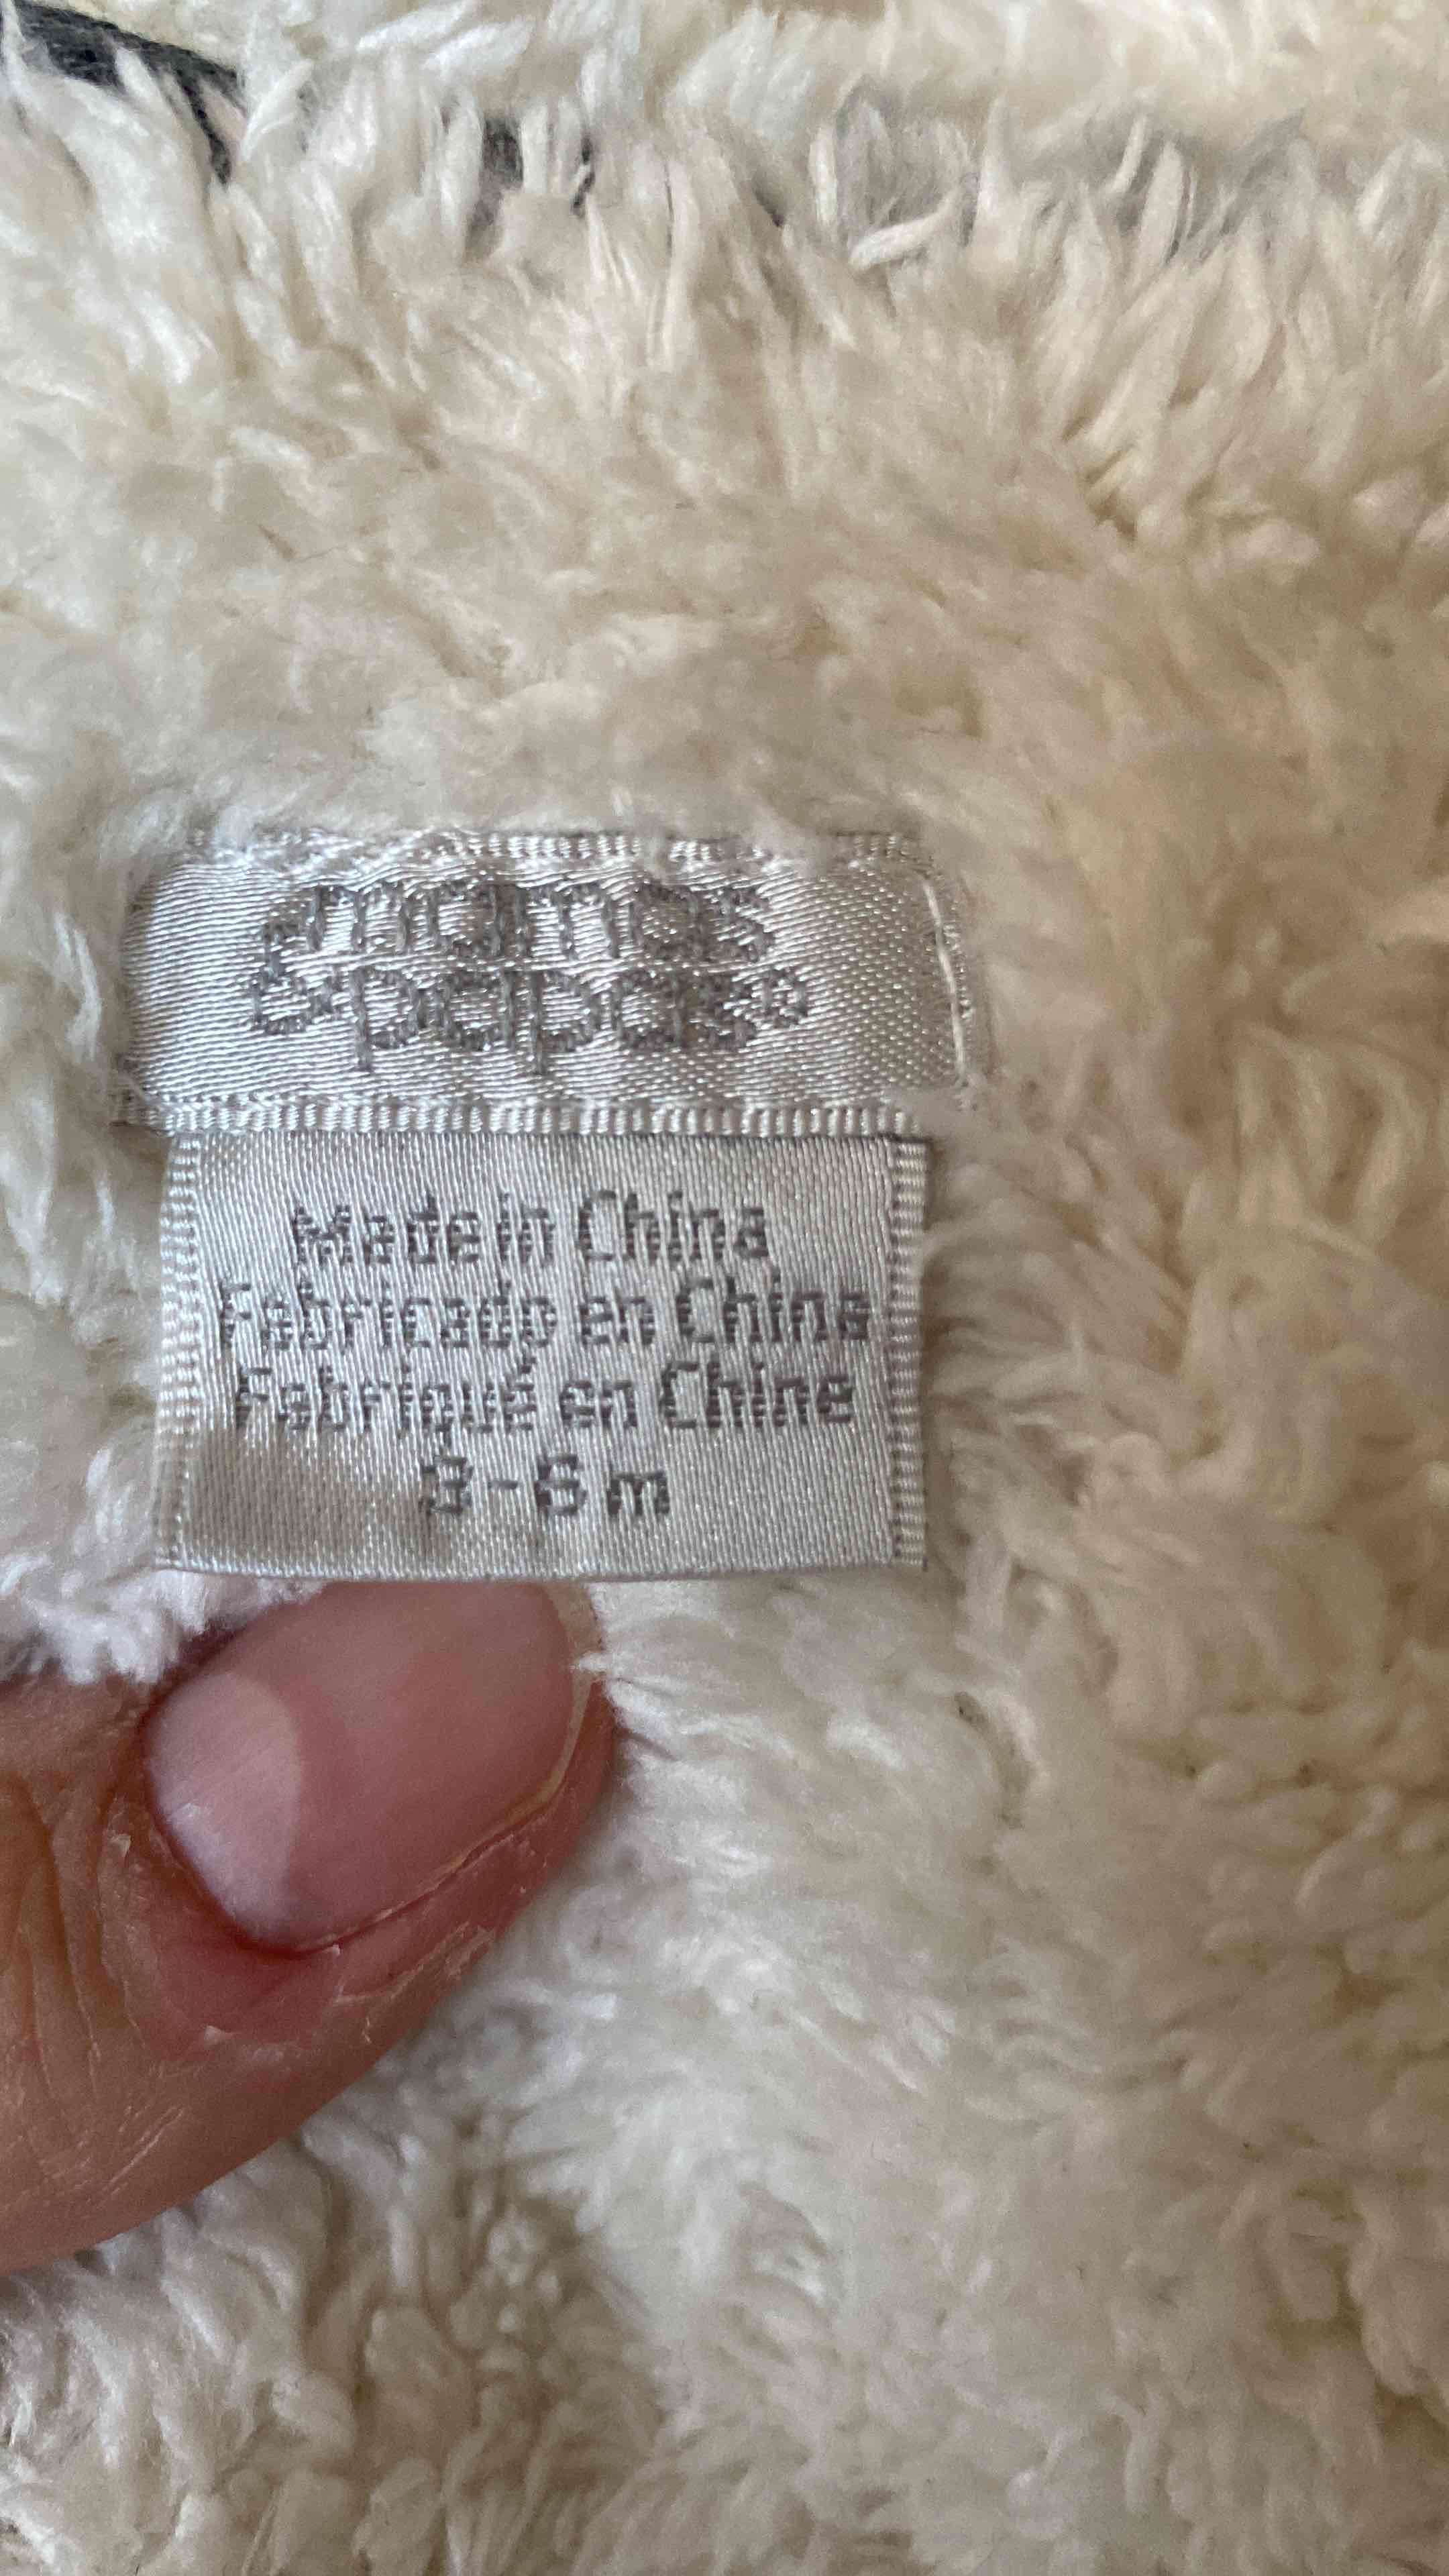 mamas
& papas®
Made in China
Fabricado en China
Fabriqué en Chine
3-6m